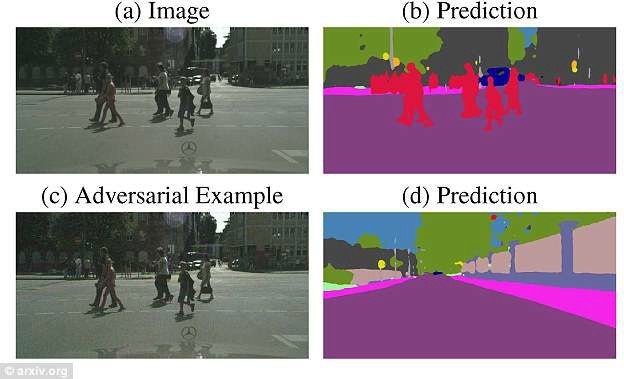 (a) Image
(b) Prediction
(c) Adversarial Example
(d) Prediction
© arxiv.org